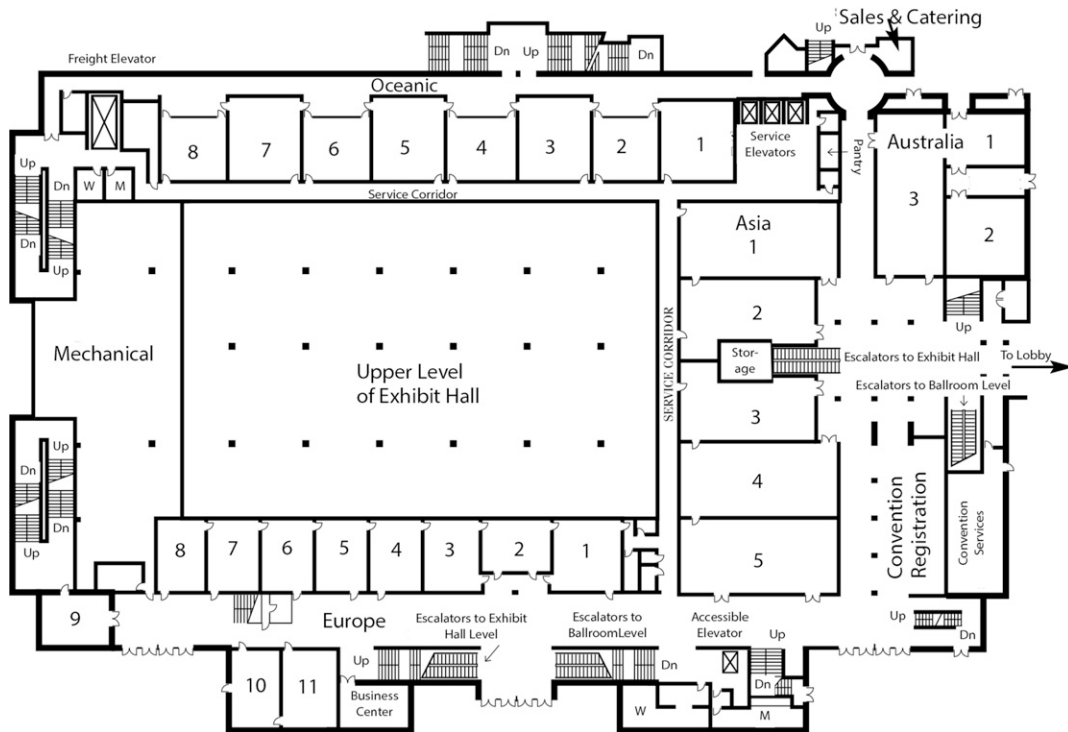 Sales & Catering
Up
Dn
Up
Dn
Freight Elevator
Oceanic
8
7
6
5
4
3
2
1
Service
Elevators
Pantry
Australia
1
3
2
Up
Dn
W
M
Dn
Up
Service Corridor
Asia
1
2
Up
SERVICE CORRIDOR
Mechanical
Upper Level
of Exhibit Hall
Stor-
age
Escalators to Exhibit Hall
To Lobby
Escalators to Ballroom Level
3
4
Up
Dn
Dn
Up
Convention
Registration
Convention
Services
8
7
6
5
4
3
2
1
5
9
Europe
Escalators to Exhibit
Hall Level
Escalators to
BallroomLevel
Accessible
Elevator
Up
Up
Dn
10
11
Up
Business
Center
Dn
Dn
W
M